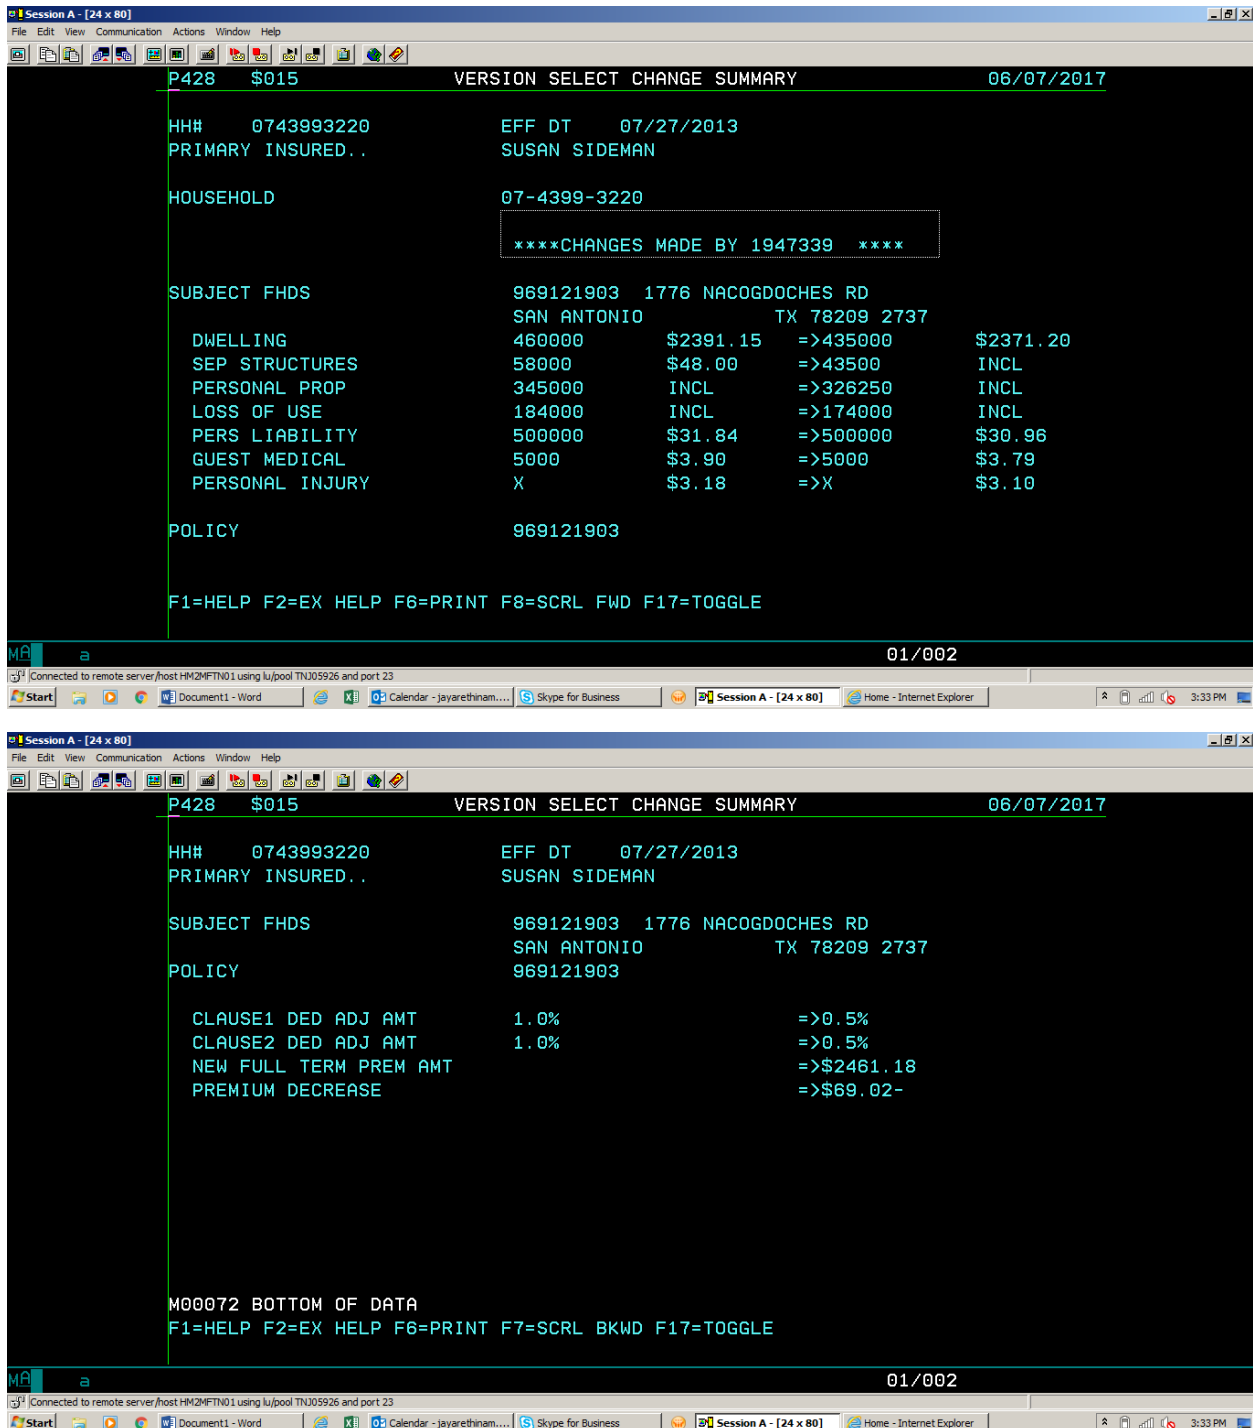 Session A - [24 x 80]
File Edit View Communication Actions Window Help
P428 $015 VERSION SELECT CHANGE SUMMARY 06/07/2017
HH# 0743993220 EFF DT 07/27/2013
PRIMARY INSURED.. SUSAN SIDEMAN
HOUSEHOLD 07-4399-3220
****CHANGES MADE BY 1947339 ****
SUBJECT FHDS 969121903 1776 NACOGDOCHES RD
SAN ANTONIO TX 78209 2737
DWELLING 460000 $2391.15 =>435000 $2371.20
SEP STRUCTURES 58000 $48.00 =>43500 INCL
PERSONAL PROP 345000 INCL =>326250 INCL
LOSS OF USE 184000 INCL =>174000 INCL
PERS LIABILITY 500000 $31.84 =>500000 $30.96
GUEST MEDICAL 5000 $3.90 =>5000 $3.79
PERSONAL INJURY X $3.18 =>X $3.10
POLICY 969121903
F1=HELP F2=EX HELP F6=PRINT F8=SCRL FWD F17=TOGGLE
MA a 01/002
Connected to remote server/host HM2MFTN01 using lu/pool TNJ05926 and port 23
Start Document1 - Word Calendar - jayarethinam.... Skype for Business Session A - [24 x 80] Home - Internet Explorer 3:33 PM
Session A - [24 x 80]
File Edit View Communication Actions Window Help
P428 $015 VERSION SELECT CHANGE SUMMARY 06/07/2017
HH# 0743993220 EFF DT 07/27/2013
PRIMARY INSURED.. SUSAN SIDEMAN
SUBJECT FHDS 969121903 1776 NACOGDOCHES RD
SAN ANTONIO TX 78209 2737
POLICY 969121903
CLAUSE1 DED ADJ AMT 1.0% =>0.5%
CLAUSE2 DED ADJ AMT 1.0% =>0.5%
NEW FULL TERM PREM AMT =>$2461.18
PREMIUM DECREASE =>$69.02-
M00072 BOTTOM OF DATA
F1=HELP F2=EX HELP F6=PRINT F7=SCRL BKWD F17=TOGGLE
MA a 01/002
Connected to remote server/host HM2MFTN01 using lu/pool TNJ05926 and port 23
Start Document1 - Word Calendar - jayarethinam.... Skype for Business Session A - [24 x 80] Home - Internet Explorer 3:33 PM